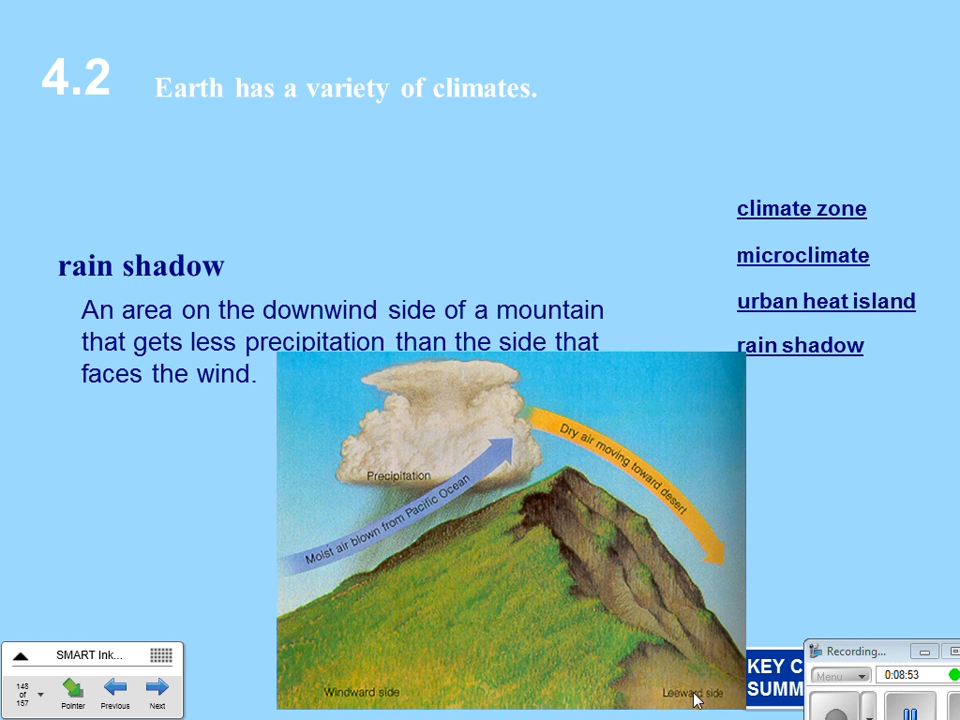 4.2
Earth has a variety of climates.
climate zone
microclimate
urban heat island
rain shadow
rain shadow
An area on the downwind side of a mountain
that gets less precipitation than the side that
faces the wind.
Precipitation
Moist air blown from Pacific Ocean
Dry air moving toward desert
Windward side
Leeward side
KEY C
SUMM
SMART Ink...
148
of
157
Pointer
Previous
Next
Recording...
Menu
0:08:53